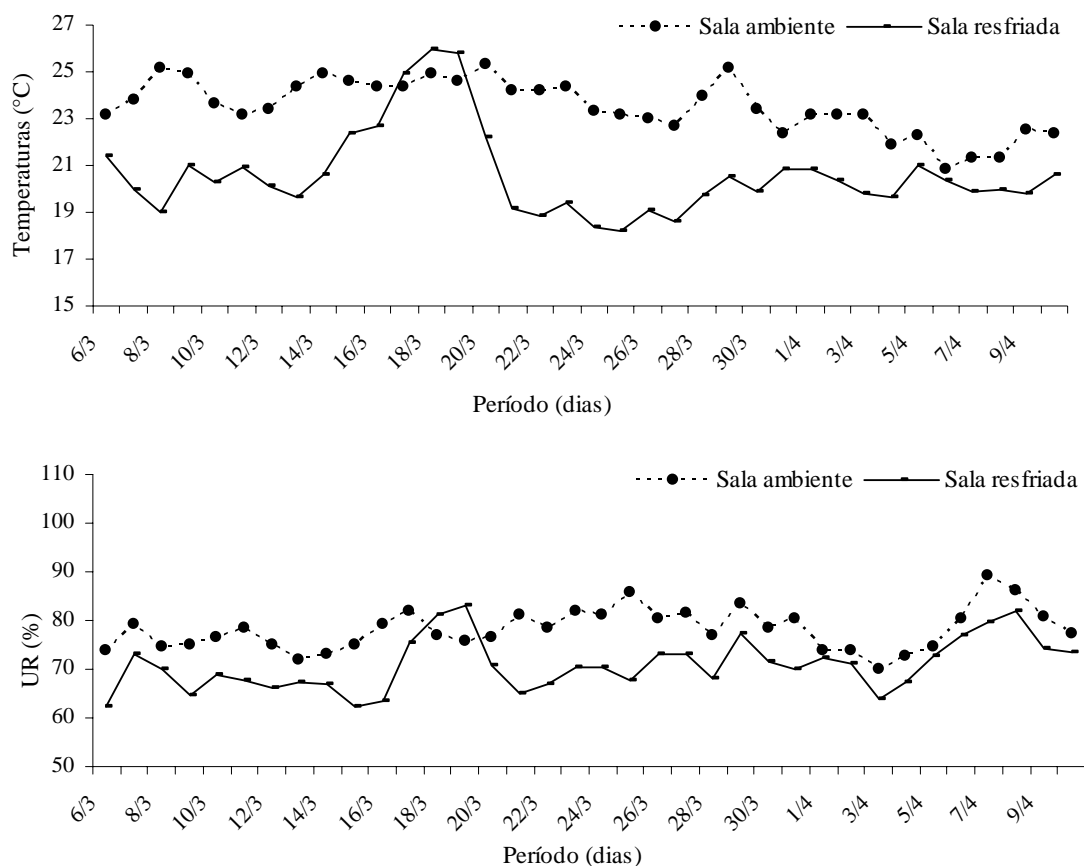 Sala ambiente Sala resfriada
27
25
23
21
19
17
15
Temperaturas (°C)
6/3 8/3 10/3 12/3 14/3 16/3 18/3 20/3 22/3 24/3 26/3 28/3 30/3 1/4 3/4 5/4 7/4 9/4
Período (dias)
Sala ambiente Sala resfriada
110
100
90
80
70
60
50
UR (%)
6/3 8/3 10/3 12/3 14/3 16/3 18/3 20/3 22/3 24/3 26/3 28/3 30/3 1/4 3/4 5/4 7/4 9/4
Período (dias)